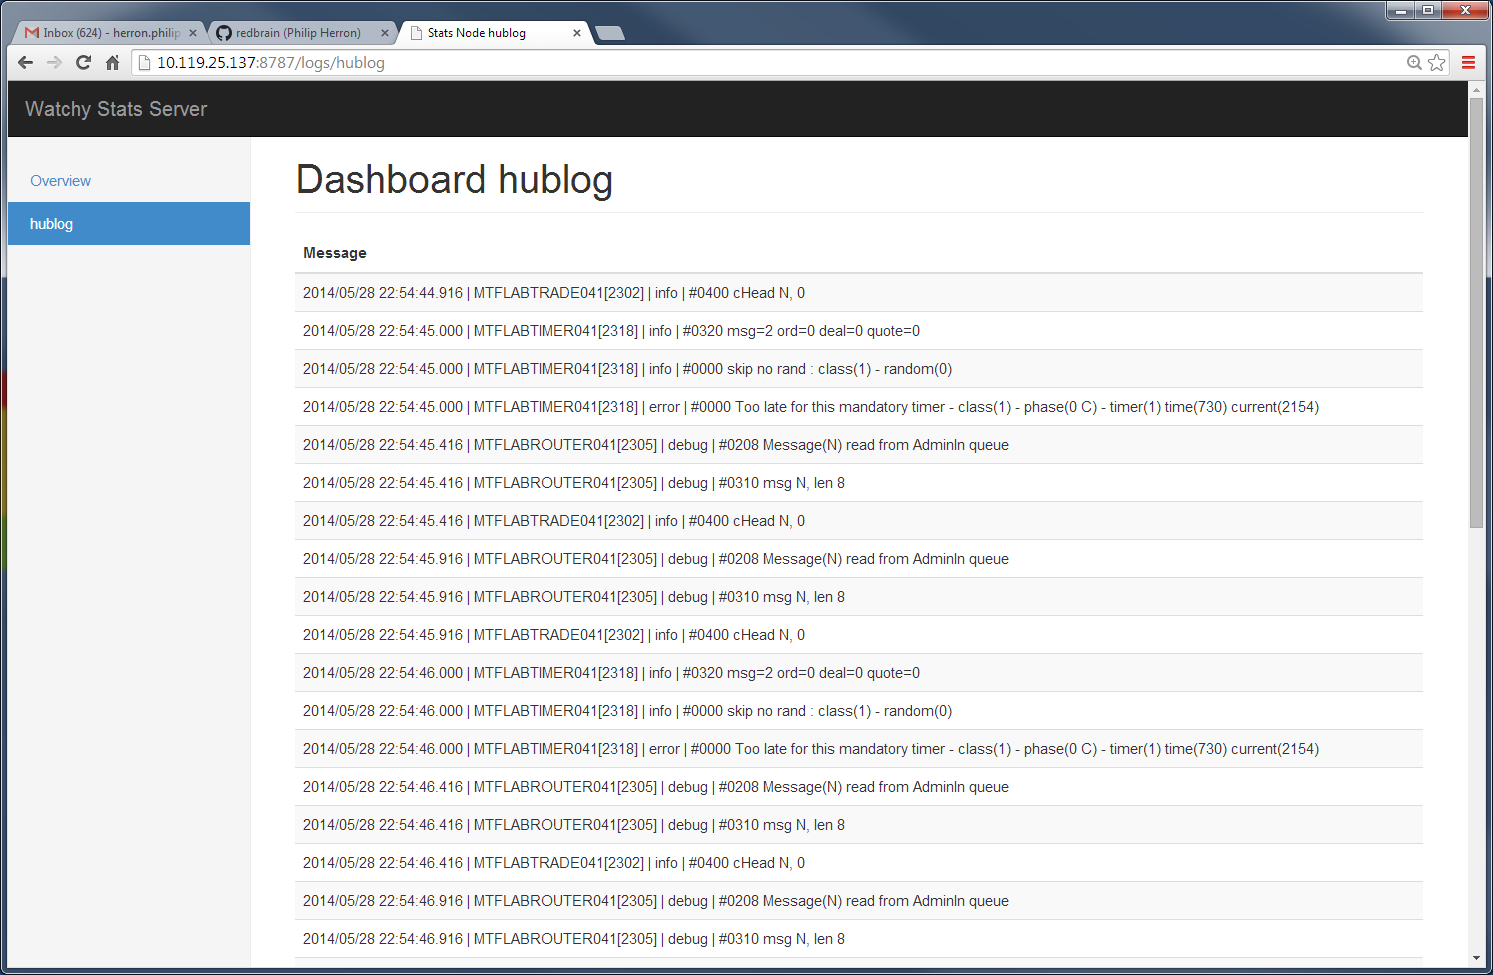 Inbox (624) - herron.philip
redbrain (Philip Herron)
Stats Node hublog
10.119.25.137:8787/logs/hublog
Watchy Stats Server
Overview
hublog
Dashboard hublog
Message
2014/05/28 22:54:44.916 | MTFLABTRADE041[2302] | info | #0400 cHead N, 0
2014/05/28 22:54:45.000 | MTFLABTIMER041[2318] | info | #0320 msg=2 ord=0 deal=0 quote=0
2014/05/28 22:54:45.000 | MTFLABTIMER041[2318] | info | #0000 skip no rand : class(1) - random(0)
2014/05/28 22:54:45.000 | MTFLABTIMER041[2318] | error | #0000 Too late for this mandatory timer - class(1) - phase(0 C) - timer(1) time(730) current(2154)
2014/05/28 22:54:45.416 | MTFLABROUTER041[2305] | debug | #0208 Message(N) read from AdminIn queue
2014/05/28 22:54:45.416 | MTFLABROUTER041[2305] | debug | #0310 msg N, len 8
2014/05/28 22:54:45.416 | MTFLABTRADE041[2302] | info | #0400 cHead N, 0
2014/05/28 22:54:45.916 | MTFLABROUTER041[2305] | debug | #0208 Message(N) read from AdminIn queue
2014/05/28 22:54:45.916 | MTFLABROUTER041[2305] | debug | #0310 msg N, len 8
2014/05/28 22:54:45.916 | MTFLABTRADE041[2302] | info | #0400 cHead N, 0
2014/05/28 22:54:46.000 | MTFLABTIMER041[2318] | info | #0320 msg=2 ord=0 deal=0 quote=0
2014/05/28 22:54:46.000 | MTFLABTIMER041[2318] | info | #0000 skip no rand : class(1) - random(0)
2014/05/28 22:54:46.000 | MTFLABTIMER041[2318] | error | #0000 Too late for this mandatory timer - class(1) - phase(0 C) - timer(1) time(730) current(2154)
2014/05/28 22:54:46.416 | MTFLABROUTER041[2305] | debug | #0208 Message(N) read from AdminIn queue
2014/05/28 22:54:46.416 | MTFLABROUTER041[2305] | debug | #0310 msg N, len 8
2014/05/28 22:54:46.416 | MTFLABTRADE041[2302] | info | #0400 cHead N, 0
2014/05/28 22:54:46.916 | MTFLABROUTER041[2305] | debug | #0208 Message(N) read from AdminIn queue
2014/05/28 22:54:46.916 | MTFLABROUTER041[2305] | debug | #0310 msg N, len 8